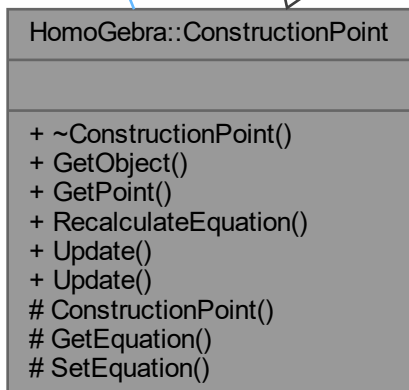 HomoGebra::ConstructionPoint
+ ~ConstructionPoint()
+ GetObject()
+ GetPoint()
+ RecalculateEquation()
+ Update()
+ Update()
# ConstructionPoint()
# GetEquation()
# SetEquation()